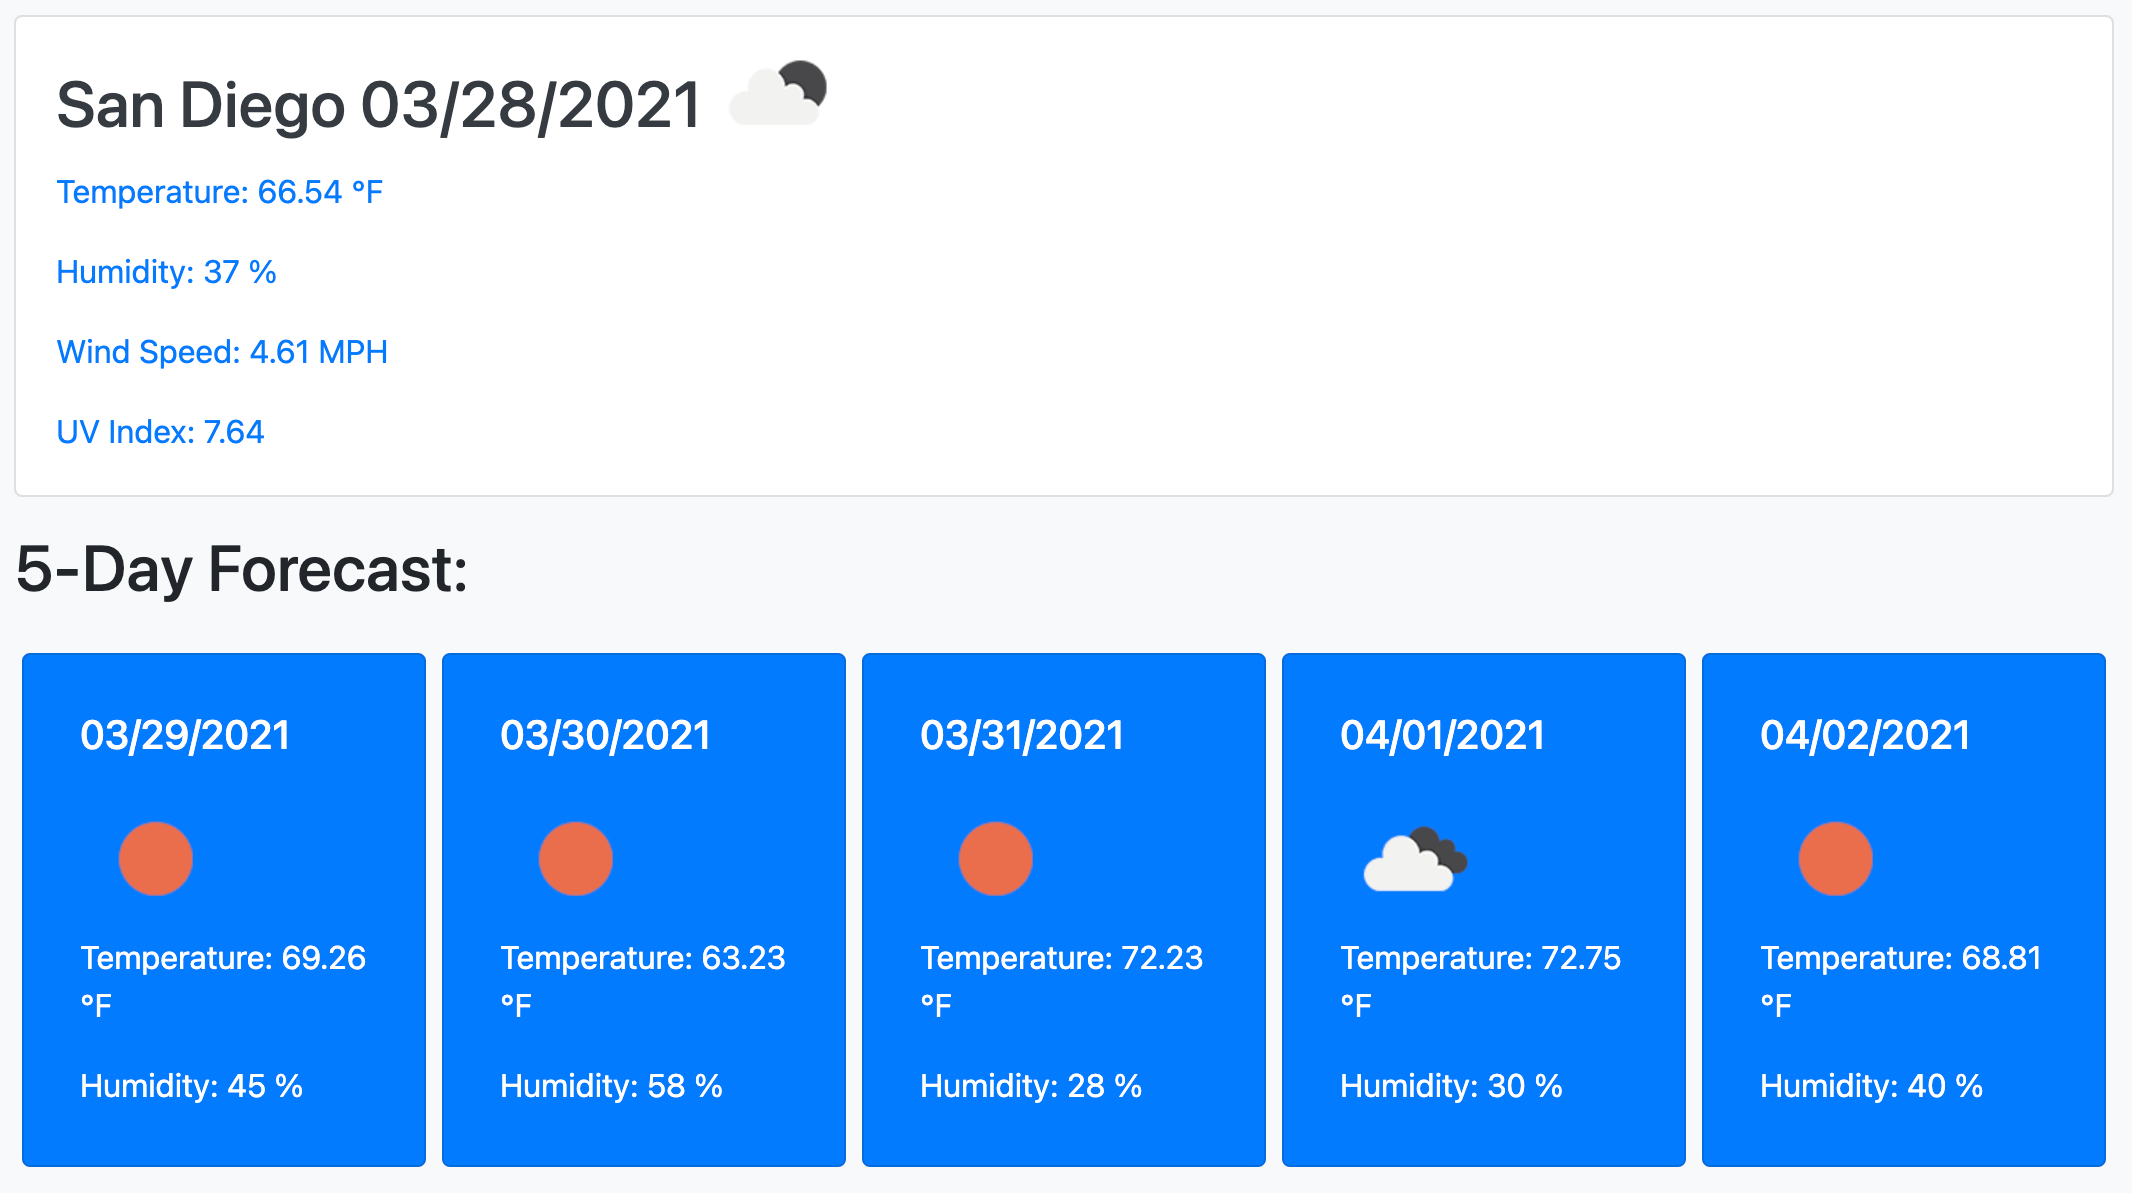 San Diego 03/28/2021
Temperature: 66.54 °F
Humidity: 37 %
Wind Speed: 4.61 MPH
UV Index: 7.64
5-Day Forecast:
03/29/2021
Temperature: 69.26
°F
Humidity: 45 %
03/30/2021
Temperature: 63.23
°F
Humidity: 58 %
03/31/2021
Temperature: 72.23
°F
Humidity: 28 %
04/01/2021
Temperature: 72.75
°F
Humidity: 30 %
04/02/2021
Temperature: 68.81
°F
Humidity: 40 %